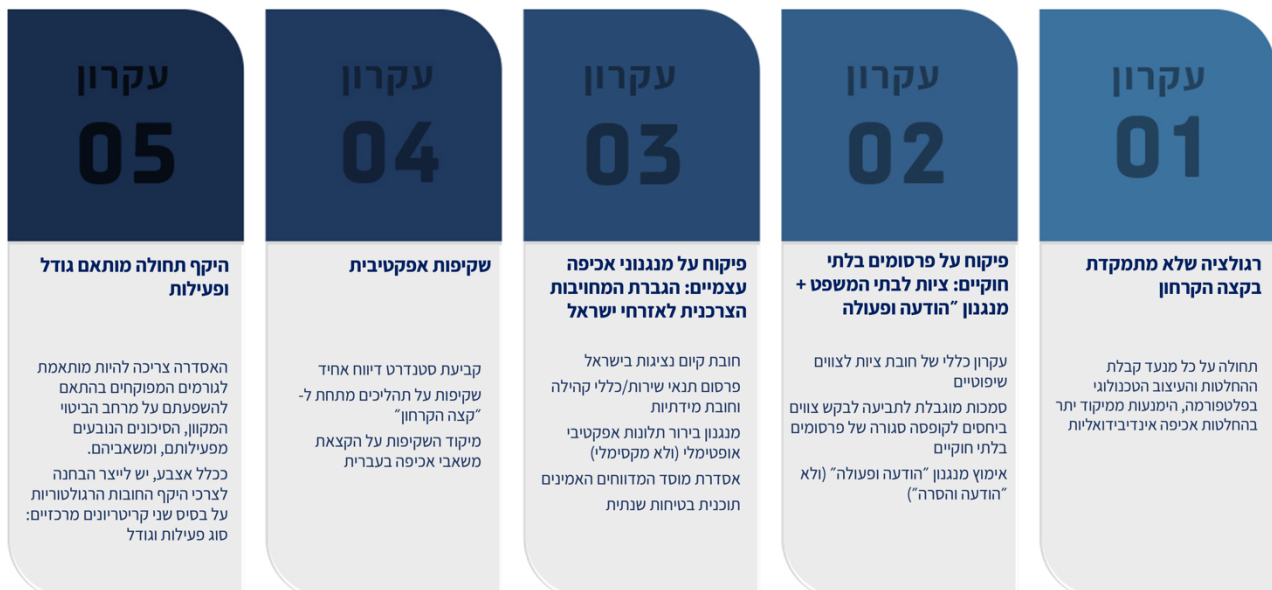 עקרון
01
רגולציה שלא מתמקדת
בקצה הקרחון
תחולה על כל מנעד קבלת
ההחלטות והעיצוב הטכנולוגי
בפלטפורמה, הימנעות ממיקוד יתר
בהחלטות אכיפה אינדיבידואליות
עקרון
02
פיקוח על פרסומים בלתי
חוקיים: ציות לבתי המשפט +
מנגנון "הודעה ופעולה
עקרון כללי של חובת ציות לצווים
שיפוטיים
סמכות מוגבלת לתביעה לבקש צווים
ביחסים לקופסה סגורה של פרסומים
בלתי חוקיים
אימוץ מנגנון "הודעה ופעולה" (ולא
"הודעה והסרה")
עקרון
03
פיקוח על מנגנוני אכיפה
עצמיים: הגברת המחויבות
הצרכנית לאזרחי ישראל
חובת קיום נציגות בישראל
פרסום תנאי שירות/כללי קהילה
וחובת מידתיות
מנגנון בירור תלונות אפקטיבי
אופטימלי (ולא מקסימלי)
אסדרת מוסד המדווחים האמינים
תוכנית בטיחות שנתית
עקרון
04
שקיפות אפקטיבית
קביעת סטנדרט דיווח אחיד
שקיפות על תהליכים מתחת ל-
"קצה הקרחון"
מיקוד השקיפות על הקצאת
משאבי אכיפה בעברית
עקרון
05
היקף תחולה מותאם גודל
ופעילות
האסדרה צריכה להיות מותאמת
לגורמים המפוקחים בהתאם
להשפעתם על מרחב הביטוי
המקוון, הסיכונים הנובעים
מפעילותם, ומשאביהם.
ככלל אצבע, יש לייצר הבחנה
לצרכי היקף החובות הרגולטוריות
על בסיס שני קריטריונים מרכזיים:
סוג פעילות וגודל